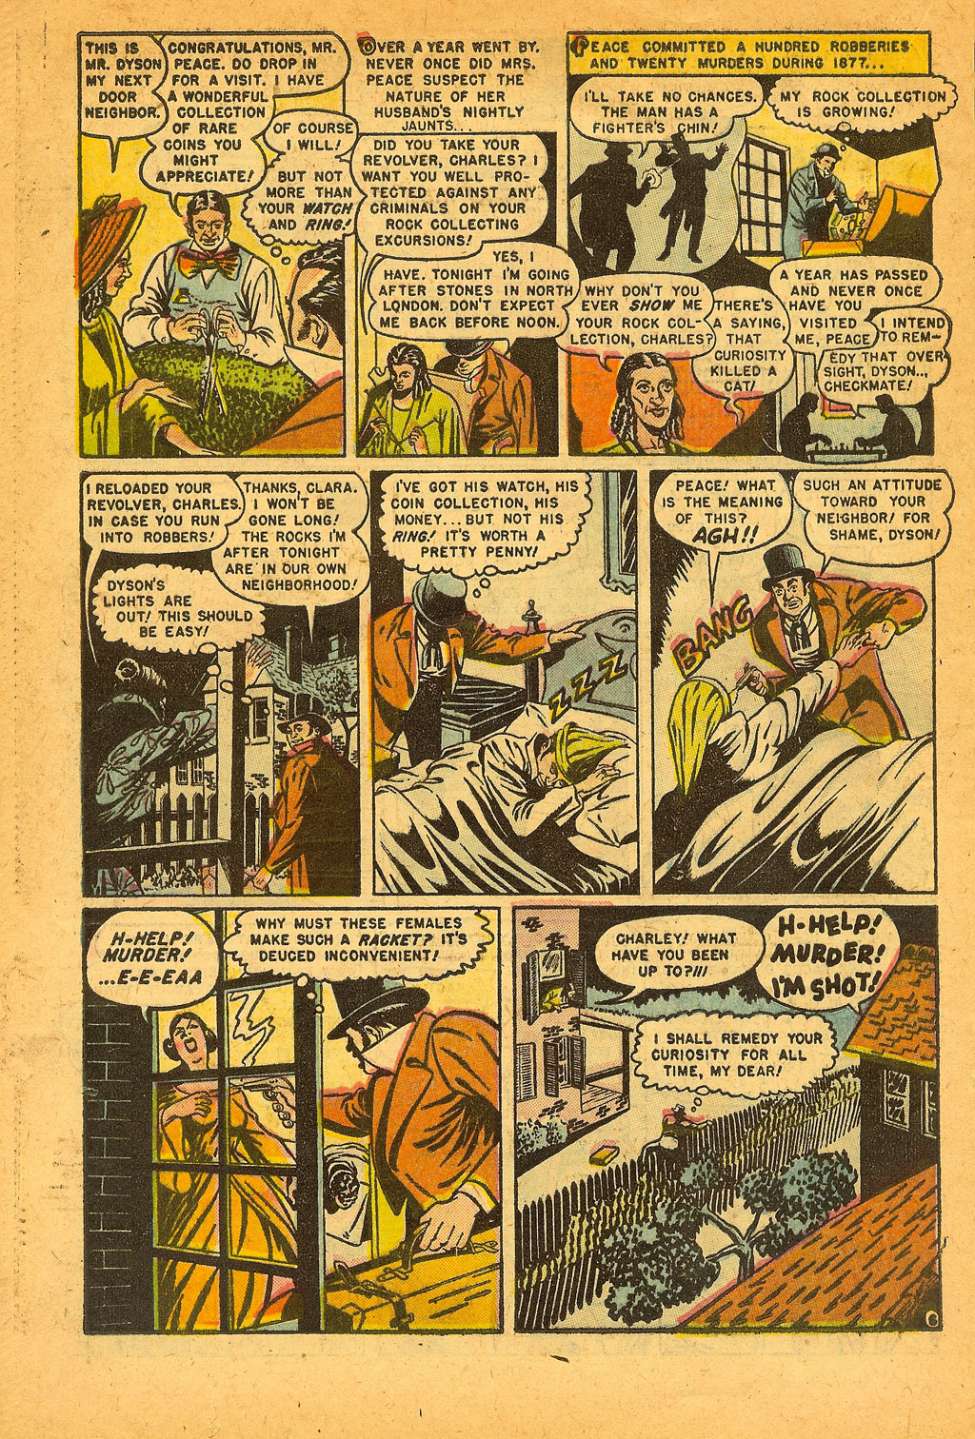 THIS IS
MR. DYSON
MY NEXT
DOOR
NEIGHBOR.
CONGRATULATIONS, MR.
PEACE. DO DROP IN
FOR A VISIT. I HAVE
A WONDERFUL
COLLECTION
OF RARE
COINS YOU
MIGHT
APPRECIATE!
OF COURSE
I WILL!
BUT NOT
MORE THAN
YOUR WATCH
AND RING!
OVER A YEAR WENT BY.
NEVER ONCE DID MRS.
PEACE SUSPECT THE
NATURE OF HER
HUSBAND'S NIGHTLY
JAUNTS...
DID YOU TAKE YOUR
REVOLVER, CHARLES? I
WANT YOU WELL PRO-
TECTED AGAINST ANY
CRIMINALS ON YOUR
ROCK COLLECTING
EXCURSIONS!
YES, I
HAVE. TONIGHT I'M GOING
AFTER STONES IN NORTH
LONDON. DON'T EXPECT
ME BACK BEFORE NOON.
PEACE COMMITTED A HUNDRED ROBBERIES
AND TWENTY MURDERS DURING 1877...
I'LL TAKE NO CHANCES.
THE MAN HAS A
FIGHTER'S CHIN!
MY ROCK COLLECTION
IS GROWING!
WHY DON'T YOU
EVER SHOW ME
YOUR ROCK COL-
LECTION, CHARLES?
THERE'S
A SAYING,
THAT
CURIOSITY
KILLED A
CAT!
A YEAR HAS PASSED
AND NEVER ONCE
HAVE YOU
VISITED
ME, PEACE
I INTEND
TO REM-
EDY THAT OVER
SIGHT, DYSON..,
CHECKMATE!
I RELOADED YOUR
REVOLVER, CHARLES.
IN CASE YOU RUN
INTO ROBBERS!
THANKS, CLARA.
I WON'T BE
GONE LONG!
THE ROCKS I'M
AFTER TONIGHT
ARE IN OUR OWN
NEIGHBORHOOD!
DYSON'S
LIGHTS ARE
OUT! THIS SHOULD
BE EASY!
I'VE GOT HIS WATCH, HIS
COIN COLLECTION, HIS
MONEY...BUT NOT HIS
RING! IT'S WORTH A
PRETTY PENNY!
ZZZ
PEACE! WHAT
IS THE MEANING
OF THIS?
AGH!!
SUCH AN ATTITUDE
TOWARD YOUR
NEIGHBOR! FOR
SHAME, DYSON!
BANG
H-HELP!
MURDER!
...E-E-EAA
WHY MUST THESE FEMALES
MAKE SUCH A RACKET? IT'S
DEUCED INCONVENIENT!
CHARLEY! WHAT
HAVE YOU BEEN
UP TO?!!!
H-HELP!
MURDER!
I'M SHOT!
I SHALL REMEDY YOUR
CURIOSITY FOR ALL
TIME, MY DEAR!
6